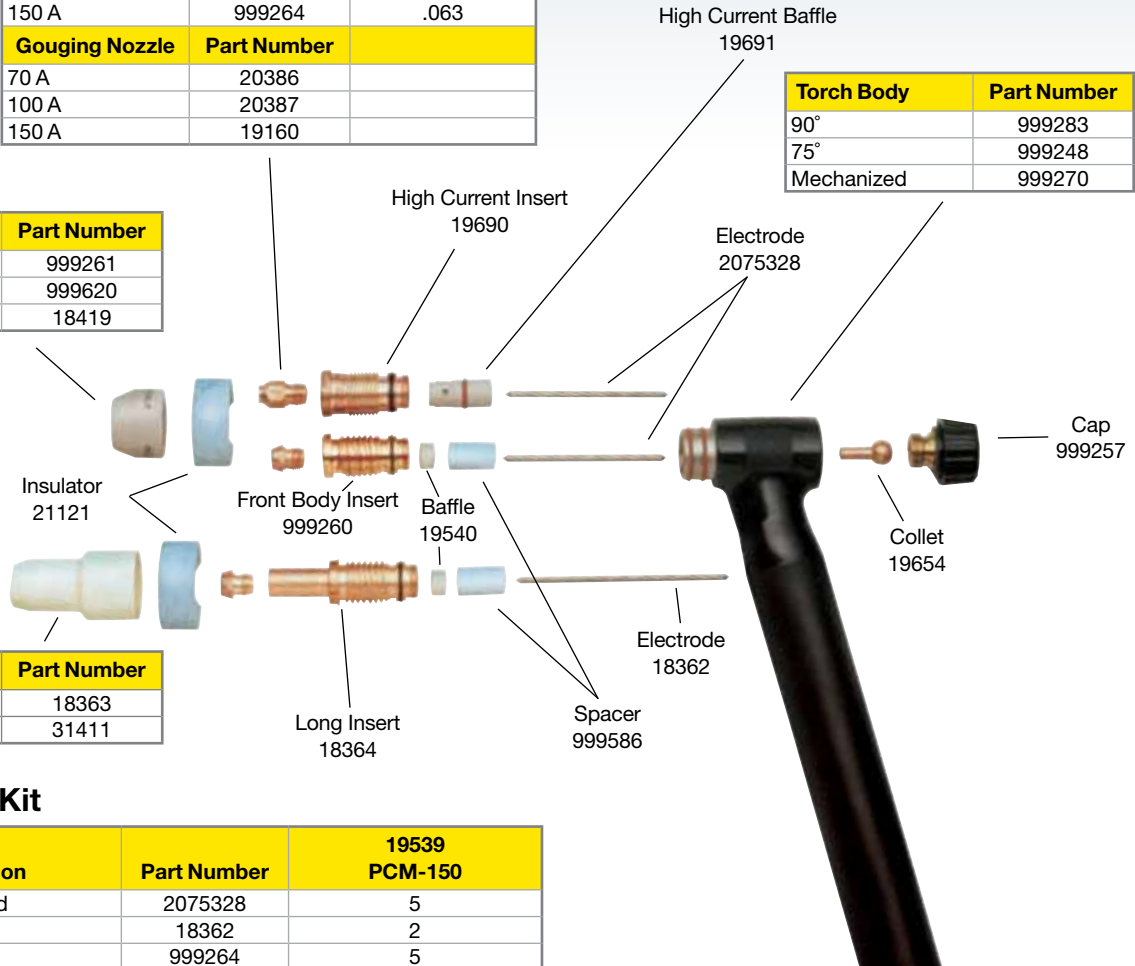 150 A 999264 .063
Gouging Nozzle Part Number
70 A 20386
100 A 20387
150 A 19160
High Current Baffle
19691
Torch Body Part Number
90˚ 999283
75˚ 999248
Mechanized 999270
High Current Insert
19690
Electrode
2075328
Part Number
999261
999620
18419
Cap
999257
Insulator
21121
Front Body Insert
999260
Baffle
19540
Collet
19654
Electrode
18362
Part Number
18363
31411
Long Insert
18364
Spacer
999586
Kit
on Part Number 19539
PCM-150
d 2075328 5
18362 2
999264 5